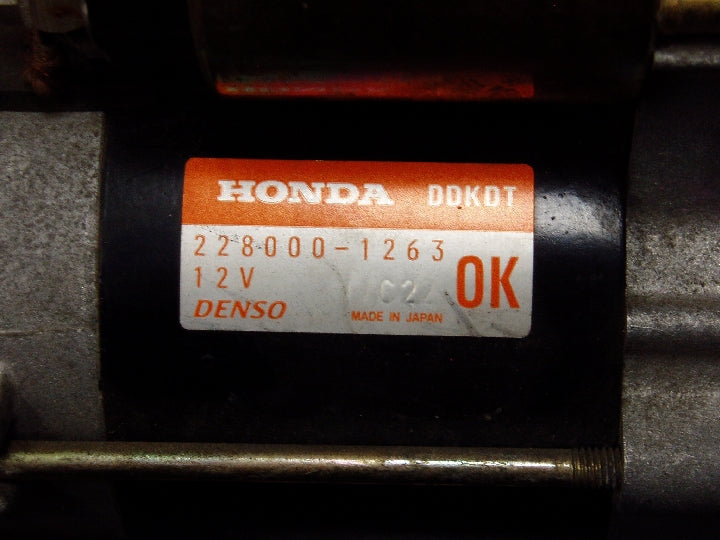 HONDA DDKDT
228000-1263
12V
OK
DENSO
MADE IN JAPAN